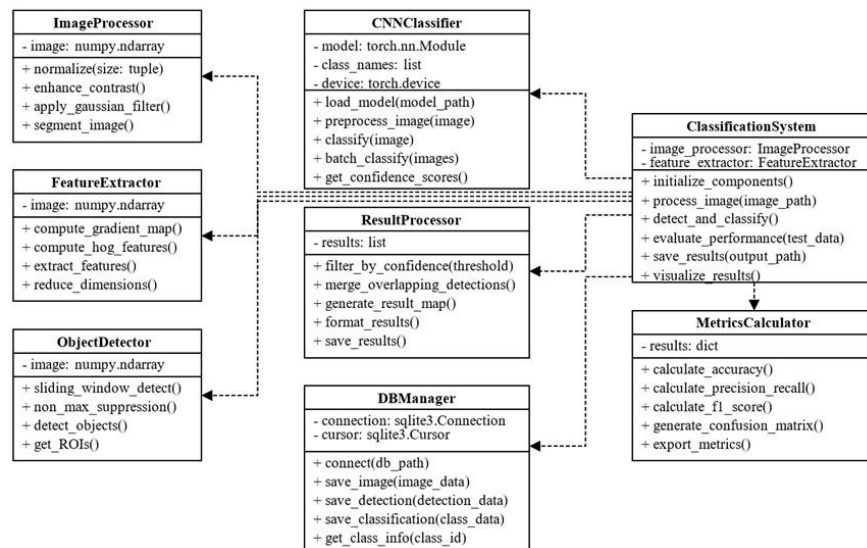 ImageProcessor
- image: numpy.ndarray
+ normalize(size: tuple)
+ enhance_contrast()
+ apply_gaussian_filter()
+ segment_image()
FeatureExtractor
- image: numpy.ndarray
+ compute_gradient_map()
+ compute_hog_features()
+ extract_features()
+ reduce_dimensions()
ObjectDetector
- image: numpy.ndarray
+ sliding_window_detect()
+ non_max_suppression()
+ detect_objects()
+ get_ROIs()
CNNClassifier
- model: torch.nn.Module
- class_names: list
- device: torch.device
+ load_model(model_path)
+ preprocess_image(image)
+ classify(image)
+ batch_classify(images)
+ get_confidence_scores()
ResultProcessor
- results: list
+ filter_by_confidence(threshold)
+ merge_overlapping_detections()
+ generate_result_map()
+ format_results()
+ save_results()
DBManager
- connection: sqlite3.Connection
- cursor: sqlite3.Cursor
+ connect(db_path)
+ save_image(image_data)
+ save_detection(detection_data)
+ save_classification(class_data)
+ get_class_info(class_id)
ClassificationSystem
- image_processor: ImageProcessor
- feature_extractor: FeatureExtractor
+ initialize_components()
+ process_image(image_path)
+ detect_and_classify()
+ evaluate_performance(test_data)
+ save_results(output_path)
+ visualize_results()
MetricsCalculator
- results: dict
+ calculate_accuracy()
+ calculate_precision_recall()
+ calculate_f1_score()
+ generate_confusion_matrix()
+ export_metrics()